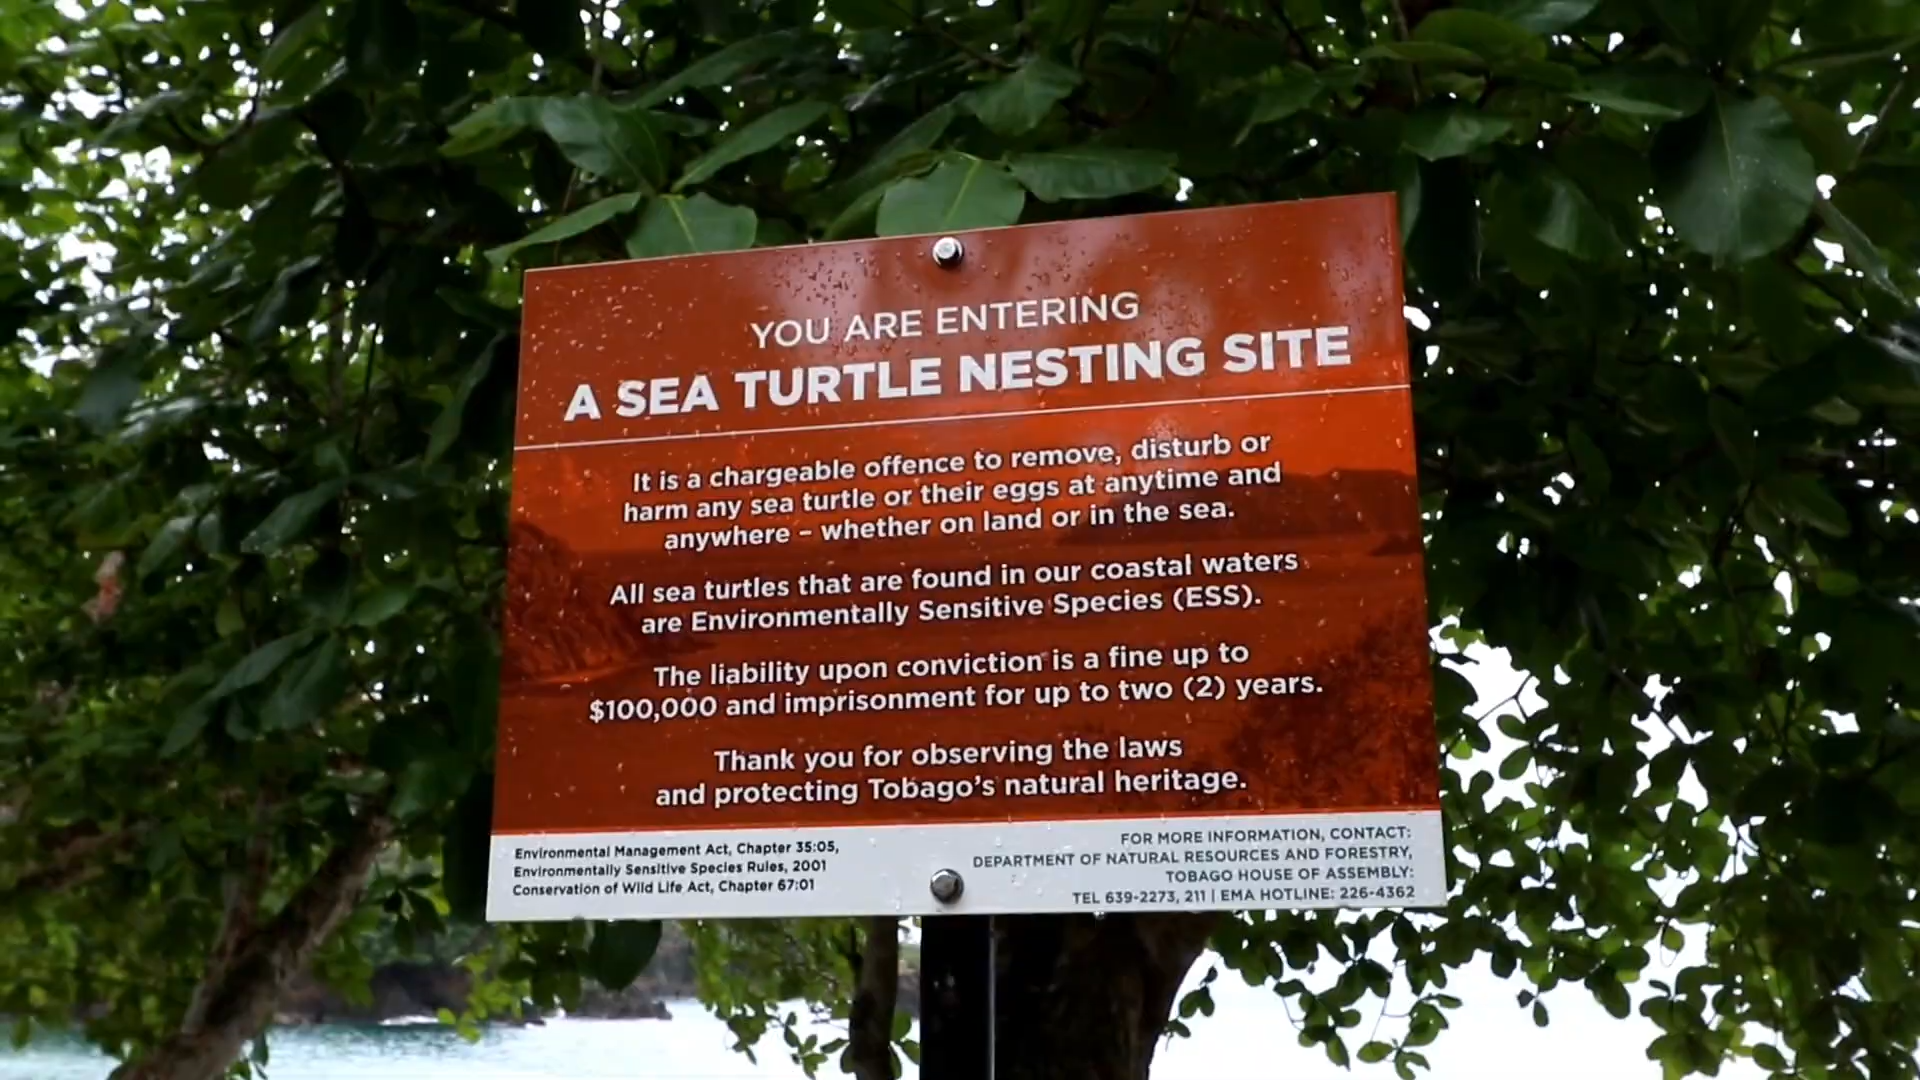 YOU ARE ENTERING
A SEA TURTLE NESTING SITE
It is a chargeable offence to remove, disturb or
harm any sea turtle or their eggs at anytime and
anywhere – whether on land or in the sea.
All sea turtles that are found in our coastal waters
are Environmentally Sensitive Species (ESS).
The liability upon conviction is a fine up to
$100,000 and imprisonment for up to two (2) years.
Thank you for observing the laws
and protecting Tobago's natural heritage.
Environmental Management Act, Chapter 35:05,
Environmentally Sensitive Species Rules, 2001
Conservation of Wild Life Act, Chapter 67:01
FOR MORE INFORMATION, CONTACT:
DEPARTMENT OF NATURAL RESOURCES AND FORESTRY,
TOBAGO HOUSE OF ASSEMBLY:
TEL 639-2273, 211 | EMA HOTLINE: 226-4362